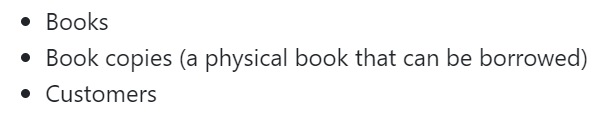 • Books
• Book copies (a physical book that can be borrowed)
• Customers